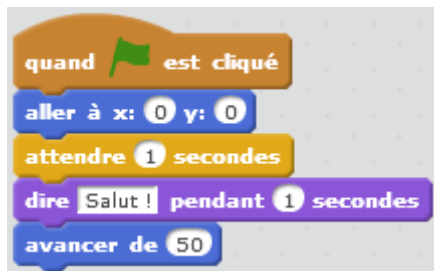 quand est cliqué
aller à x: 0 y: 0
attendre 1 secondes
dire Salut ! pendant 1 secondes
avancer de 50